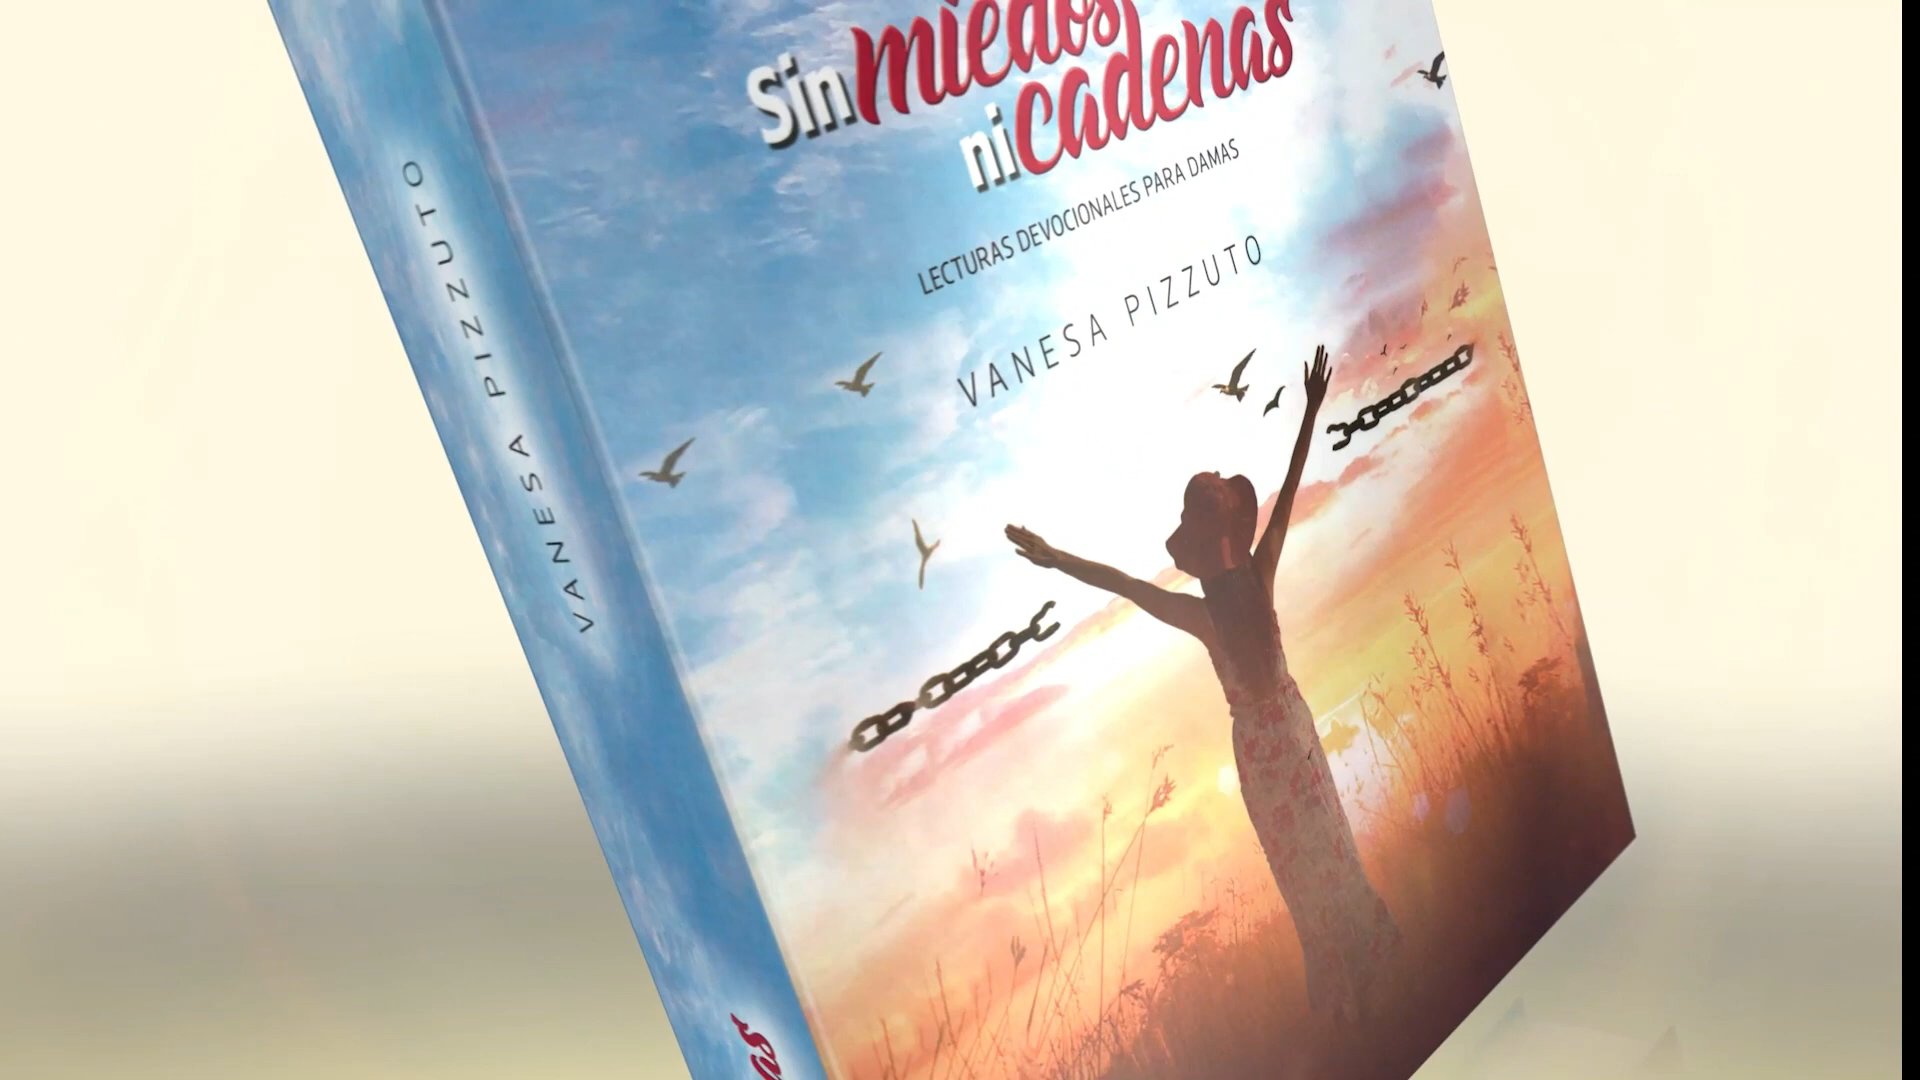 Sin miedos
ni cadenas
LECTURAS DEVOCIONALES PARA DAMAS
VANESA PIZZUTO
VANESA PIZZUTO